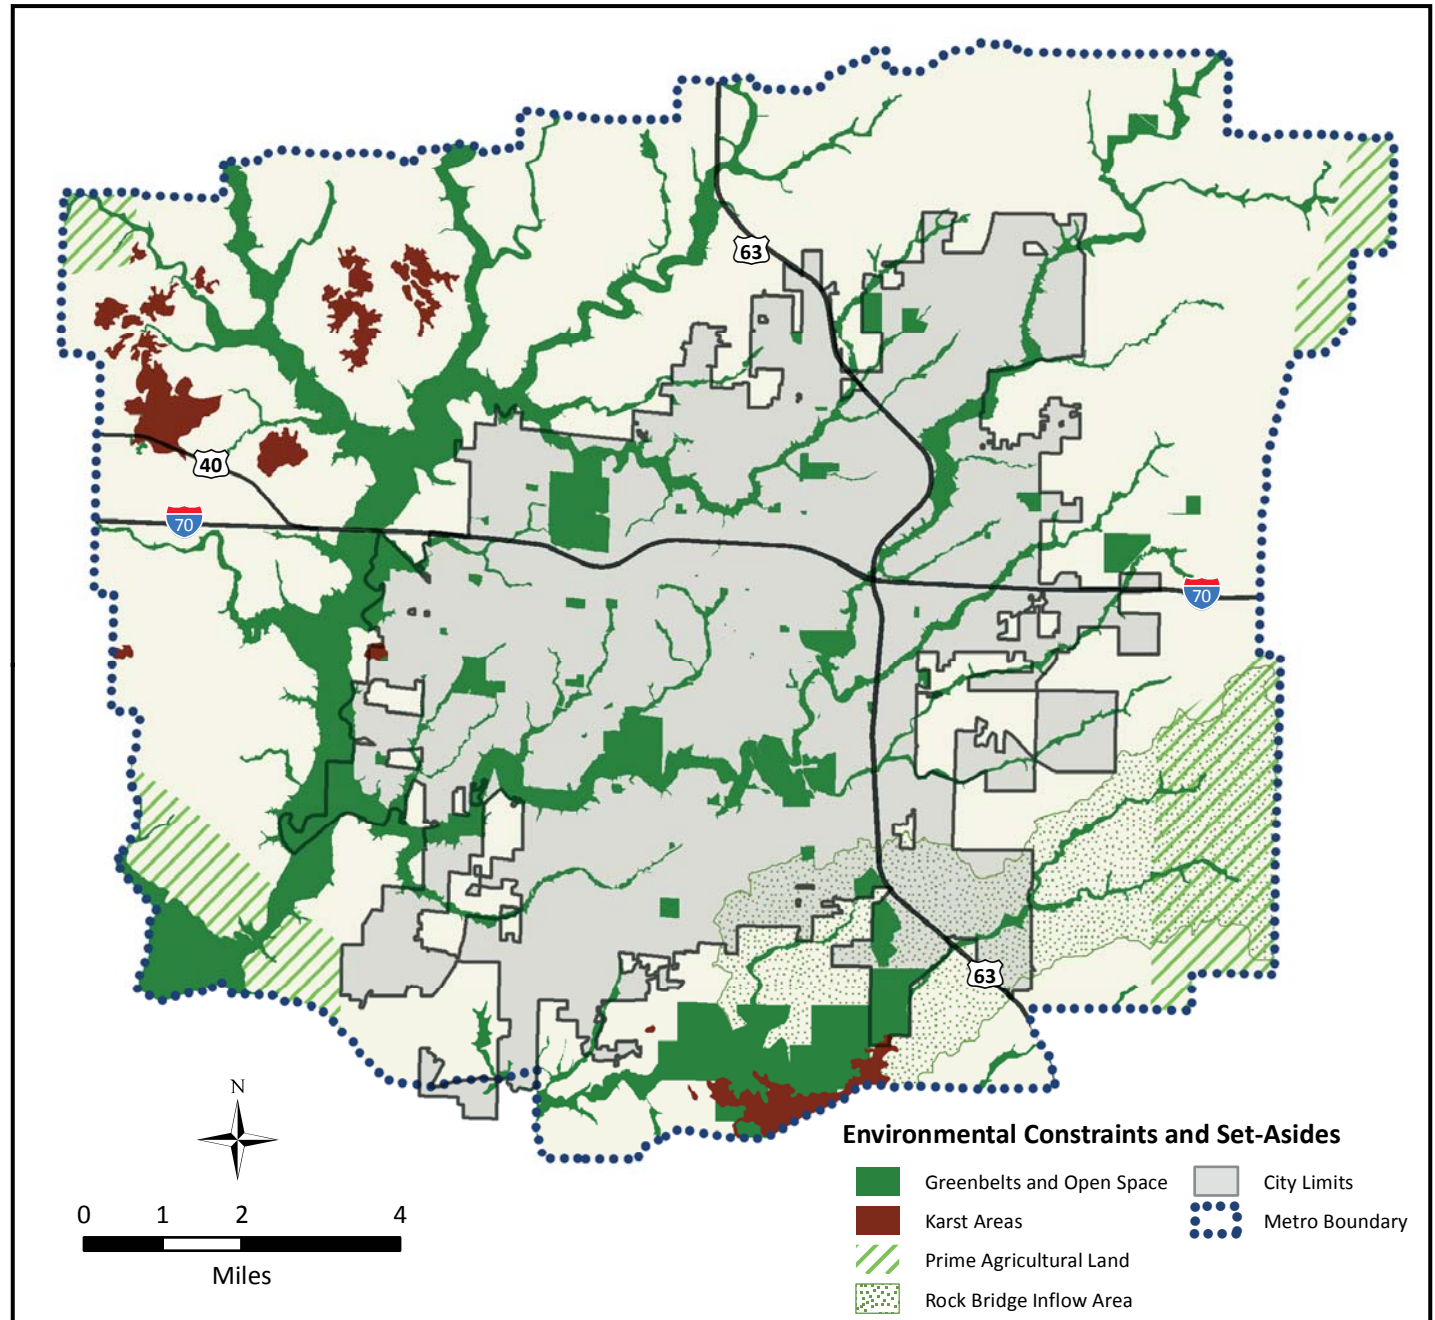 63
40
70
70
63
N
0 1 2 4
Miles
Environmental Constraints and Set-Asides
Greenbelts and Open Space
City Limits
Karst Areas
Metro Boundary
Prime Agricultural Land
Rock Bridge Inflow Area